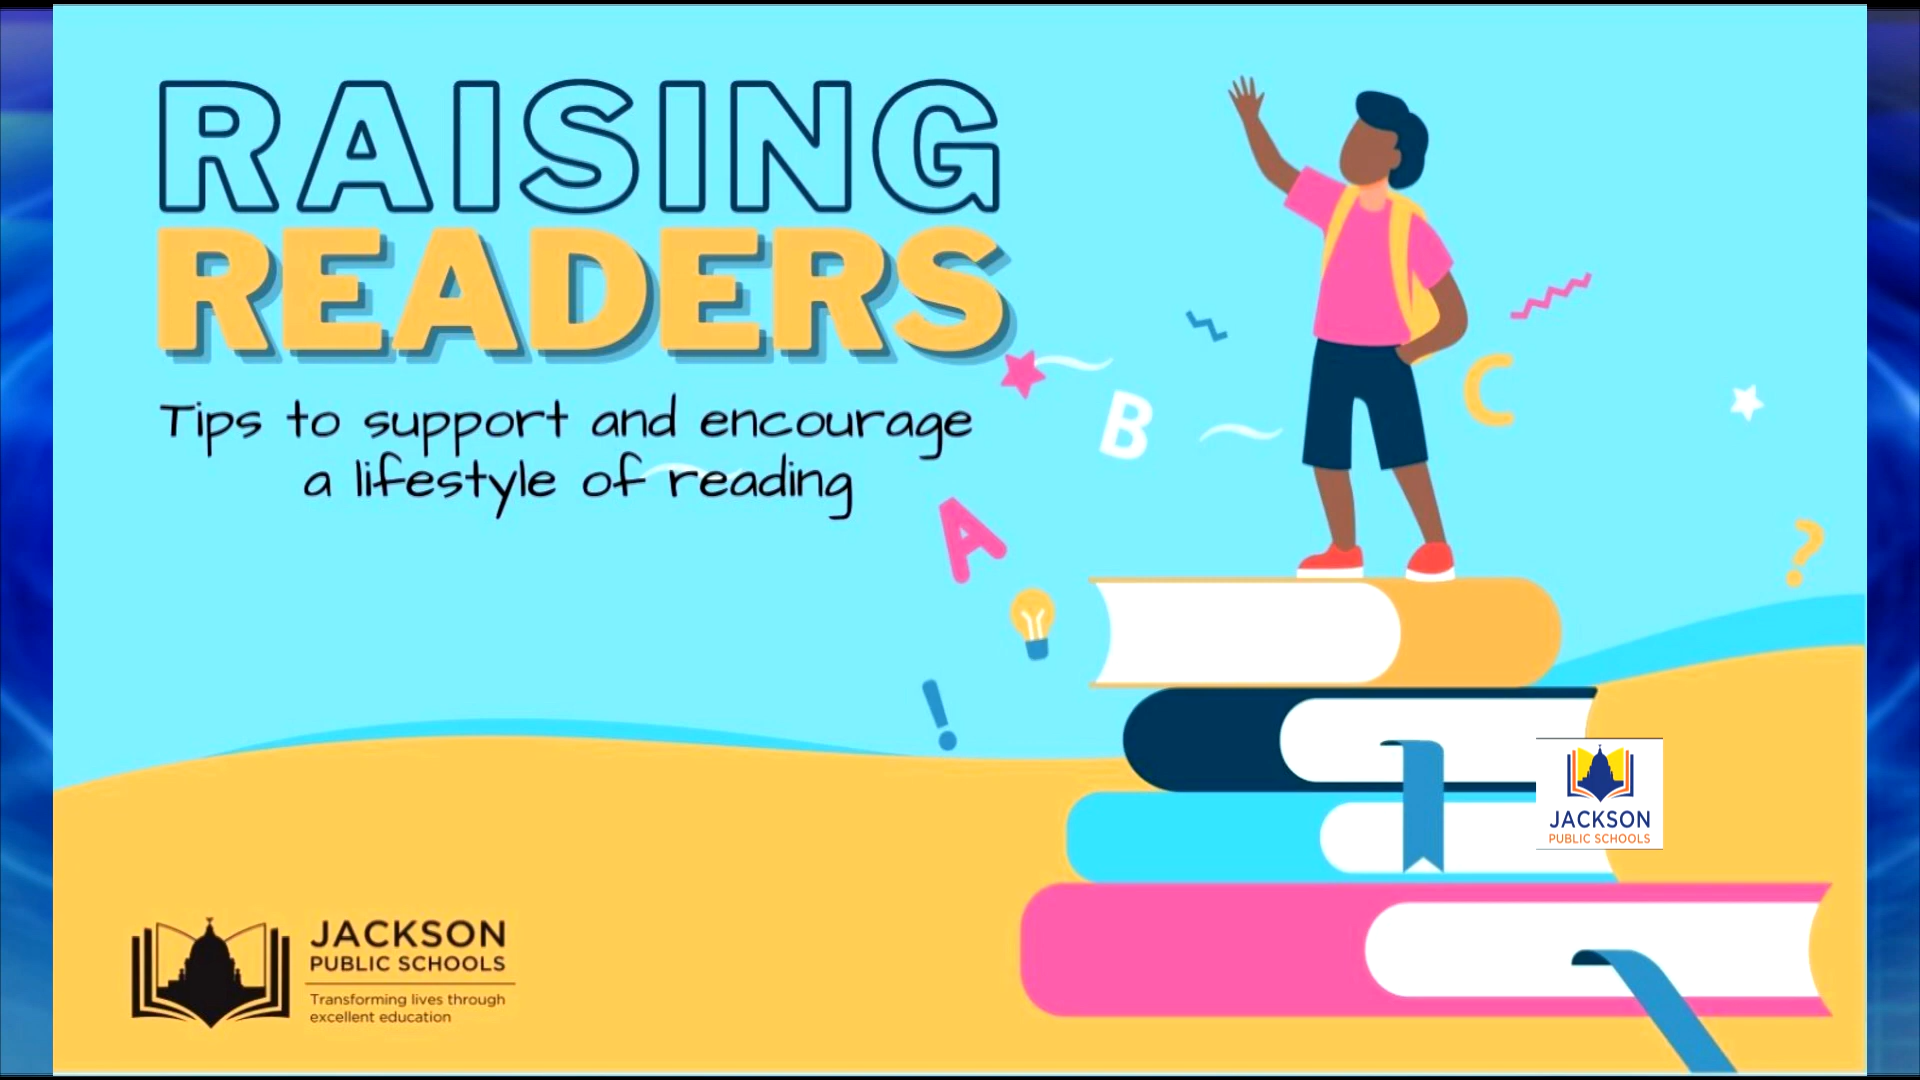 RAISING
READERS
Tips to support and encourage
a lifestyle of reading
B
C
A
?
!
JACKSON
PUBLIC SCHOOLS
JACKSON
PUBLIC SCHOOLS
Transforming lives through
excellent education